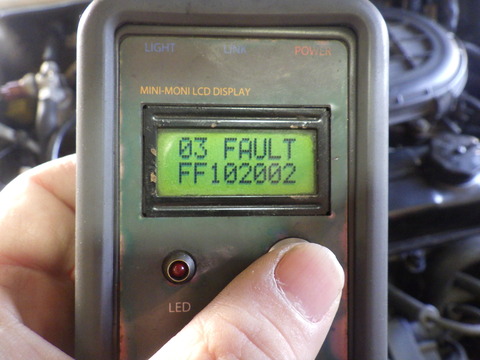 LIGHT LINK POWER
MINI-MONI LCD DISPLAY
03 FAULT
FF102002
LED